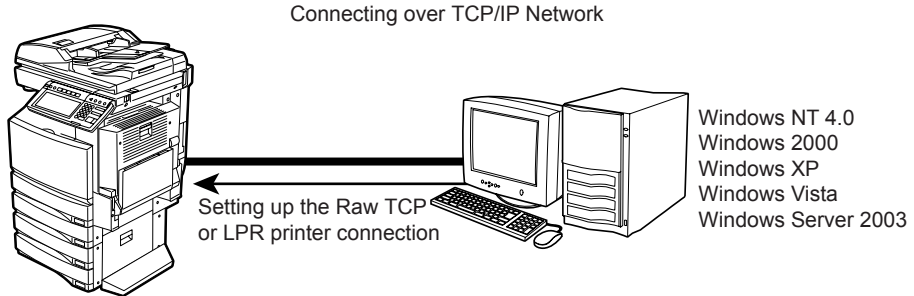 Connecting over TCP/IP Network
Windows NT 4.0
Windows 2000
Windows XP
Windows Vista
Windows Server 2003
Setting up the Raw TCP
or LPR printer connection